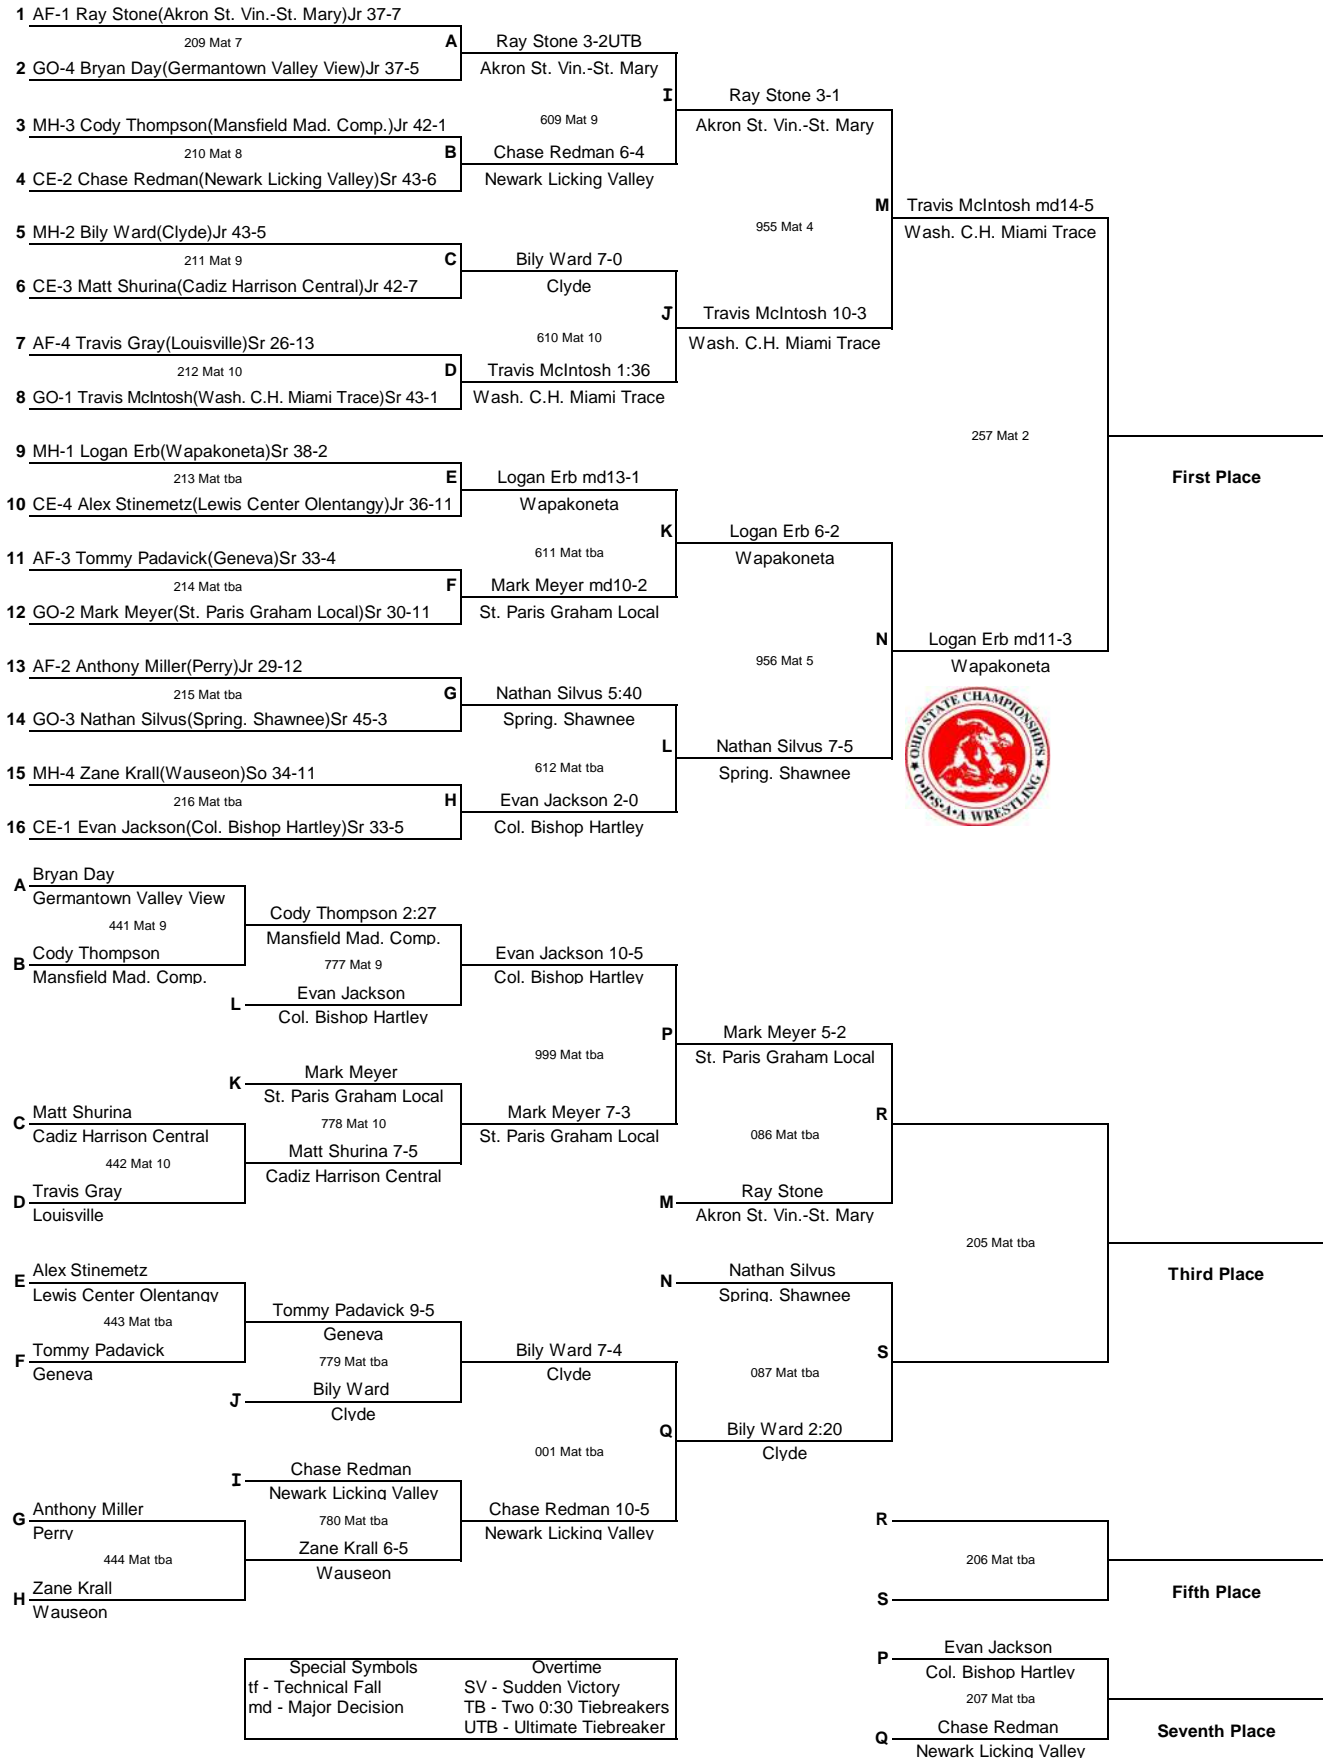 1 AF-1 Ray Stone(Akron St. Vin.-St. Mary)Jr 37-7
209 Mat 7
A
2 GO-4 Bryan Day(Germantown Valley View)Jr 37-5
Ray Stone 3-2UTB
Akron St. Vin.-St. Mary
3 MH-3 Cody Thompson(Mansfield Mad. Comp.)Jr 42-1
210 Mat 8
B
4 CE-2 Chase Redman(Newark Licking Valley)Sr 43-6
Chase Redman 6-4
Newark Licking Valley
609 Mat 9
I
Ray Stone 3-1
Akron St. Vin.-St. Mary
5 MH-2 Bily Ward(Clyde)Jr 43-5
211 Mat 9
C
6 CE-3 Matt Shurina(Cadiz Harrison Central)Jr 42-7
Bily Ward 7-0
Clyde
7 AF-4 Travis Gray(Louisville)Sr 26-13
212 Mat 10
D
8 GO-1 Travis McIntosh(Wash. C.H. Miami Trace)Sr 43-1
Travis McIntosh 1:36
Wash. C.H. Miami Trace
610 Mat 10
J
Travis McIntosh 10-3
Wash. C.H. Miami Trace
955 Mat 4
M
Travis McIntosh md14-5
Wash. C.H. Miami Trace
9 MH-1 Logan Erb(Wapakoneta)Sr 38-2
213 Mat tba
E
10 CE-4 Alex Stinemetz(Lewis Center Olentangy)Jr 36-11
Logan Erb md13-1
Wapakoneta
11 AF-3 Tommy Padavick(Geneva)Sr 33-4
214 Mat tba
F
12 GO-2 Mark Meyer(St. Paris Graham Local)Sr 30-11
Mark Meyer md10-2
St. Paris Graham Local
611 Mat tba
K
Logan Erb 6-2
Wapakoneta
13 AF-2 Anthony Miller(Perry)Jr 29-12
215 Mat tba
G
14 GO-3 Nathan Silvus(Spring. Shawnee)Sr 45-3
Nathan Silvus 5:40
Spring. Shawnee
15 MH-4 Zane Krall(Wauseon)So 34-11
216 Mat tba
H
16 CE-1 Evan Jackson(Col. Bishop Hartley)Sr 33-5
Evan Jackson 2-0
Col. Bishop Hartley
612 Mat tba
L
Nathan Silvus 7-5
Spring. Shawnee
956 Mat 5
N
Logan Erb md11-3
Wapakoneta
257 Mat 2
First Place
OHIO STATE CHAMPIONSHIPS
O•H•S•A•A WRESTLING
A Bryan Day
Germantown Valley View
441 Mat 9
B Cody Thompson
Mansfield Mad. Comp.
Cody Thompson 2:27
Mansfield Mad. Comp.
777 Mat 9
L Evan Jackson
Col. Bishop Hartley
Evan Jackson 10-5
Col. Bishop Hartley
K Mark Meyer
St. Paris Graham Local
778 Mat 10
C Matt Shurina
Cadiz Harrison Central
442 Mat 10
D Travis Gray
Louisville
Matt Shurina 7-5
Cadiz Harrison Central
Mark Meyer 7-3
St. Paris Graham Local
999 Mat tba
P
Mark Meyer 5-2
St. Paris Graham Local
086 Mat tba
R
M Ray Stone
Akron St. Vin.-St. Mary
205 Mat tba
Third Place
E Alex Stinemetz
Lewis Center Olentangy
443 Mat tba
F Tommy Padavick
Geneva
Tommy Padavick 9-5
Geneva
779 Mat tba
J Bily Ward
Clyde
Bily Ward 7-4
Clyde
N Nathan Silvus
Spring. Shawnee
087 Mat tba
S
Q Bily Ward 2:20
Clyde
001 Mat tba
I Chase Redman
Newark Licking Valley
780 Mat tba
G Anthony Miller
Perry
444 Mat tba
H Zane Krall
Wauseon
Zane Krall 6-5
Wauseon
Chase Redman 10-5
Newark Licking Valley
R
206 Mat tba
S
Fifth Place
P Evan Jackson
Col. Bishop Hartley
207 Mat tba
Q Chase Redman
Newark Licking Valley
Seventh Place
Special Symbols
tf - Technical Fall
md - Major Decision
Overtime
SV - Sudden Victory
TB - Two 0:30 Tiebreakers
UTB - Ultimate Tiebreaker